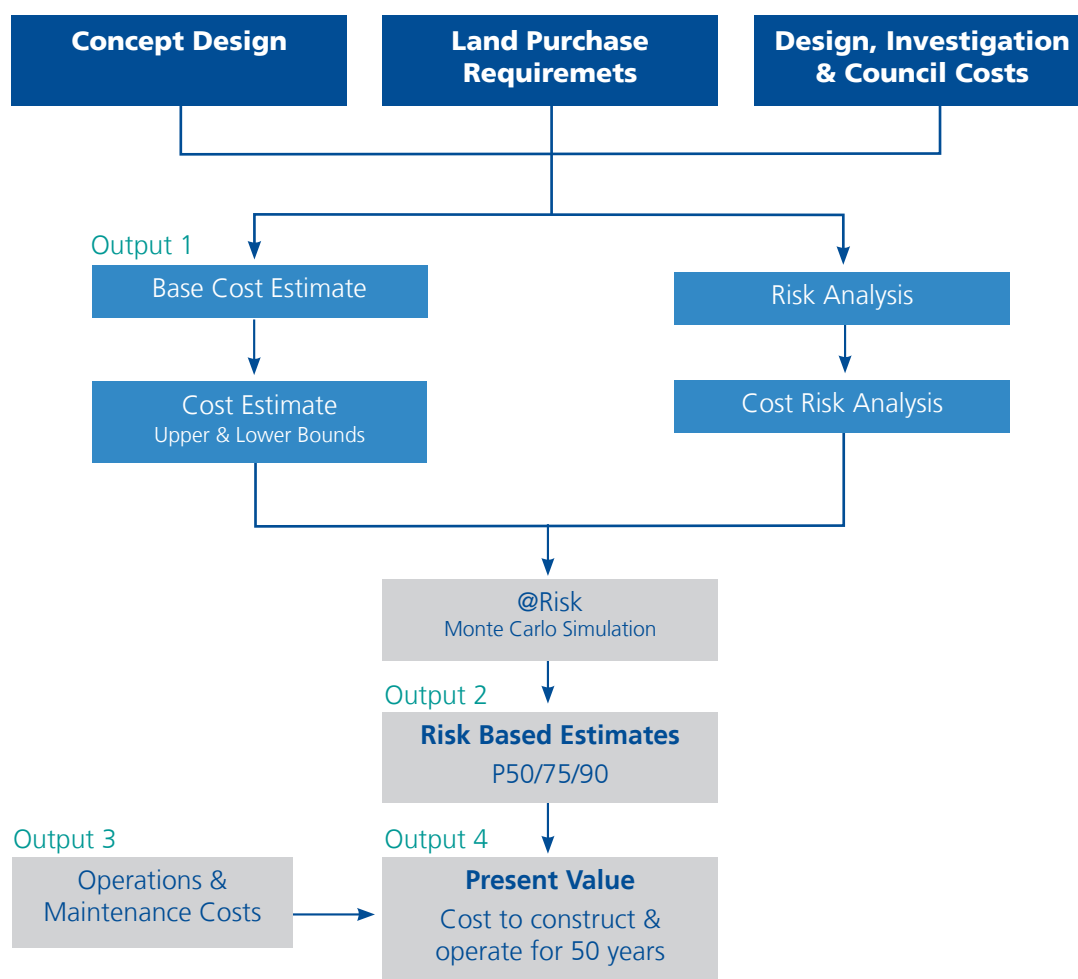 Concept Design
Land Purchase
Requiremets
Design, Investigation
& Council Costs
Output 1
Base Cost Estimate
Risk Analysis
Cost Estimate
Upper & Lower Bounds
Cost Risk Analysis
@Risk
Monte Carlo Simulation
Output 2
Risk Based Estimates
P50/75/90
Output 3
Operations &
Maintenance Costs
Output 4
Present Value
Cost to construct &
operate for 50 years